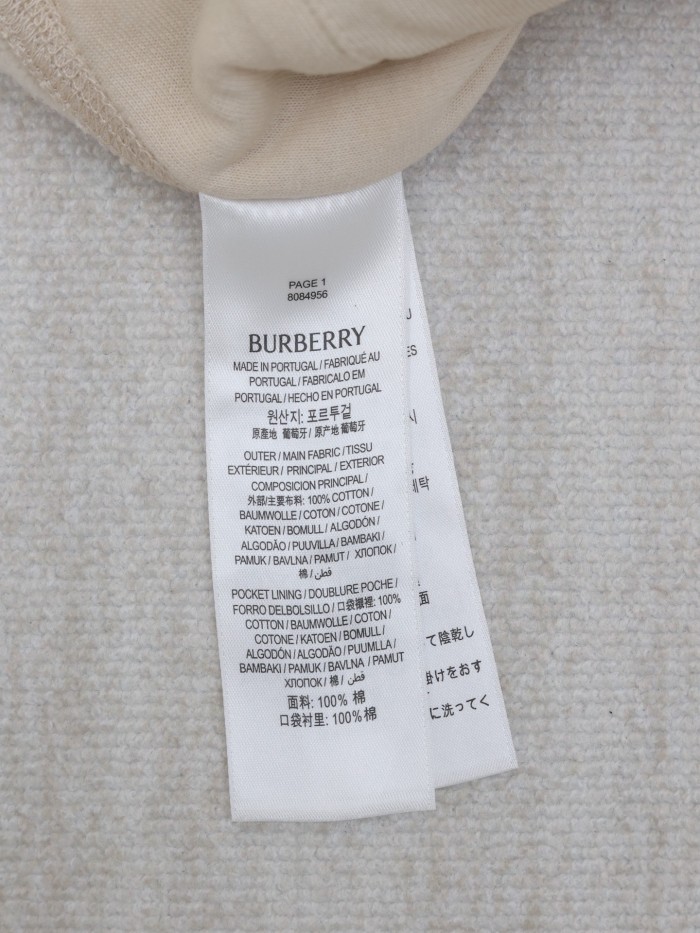 PAGE 1
8084956
BURBERRY
MADE IN PORTUGAL / FABRIQUÉ AU
PORTUGAL / FABRICALO EM
PORTUGAL / HECHO EN PORTUGAL
원산지: 포르투걸
原產地 葡萄牙 / 原产地 葡萄牙
OUTER / MAIN FABRIC / TISSU
EXTÉRIEUR / PRINCIPAL / EXTERIOR
COMPOSICION PRINCIPAL /
外部/主要布料: 100% COTTON /
BAUMWOLLE / COTON / COTONE /
KATOEN / BOMULL / ALGODÓN /
ALGODÃO / PUUVILLA / BAMBAKI /
PAMUK / BAVLNA / PAMUT / ХЛОПОК /
棉 / قطن /
POCKET LINING / DOUBLURE POCHE /
FORRO DELBOLSILLO / 口袋襯裡: 100%
COTTON / BAUMWOLLE / COTON /
COTONE / KATOEN / BOMULL /
ALGODÓN / ALGODÃO / PUUMLLA /
BAMBAKI / PAMUK / BAVLNA / PAMUT
ХЛОПОК / 棉 / قطن /
面料: 100% 棉
口袋衬里: 100% 棉
U
ES
시
세탁
面
て陰乾し
掛けをおす
に洗ってく